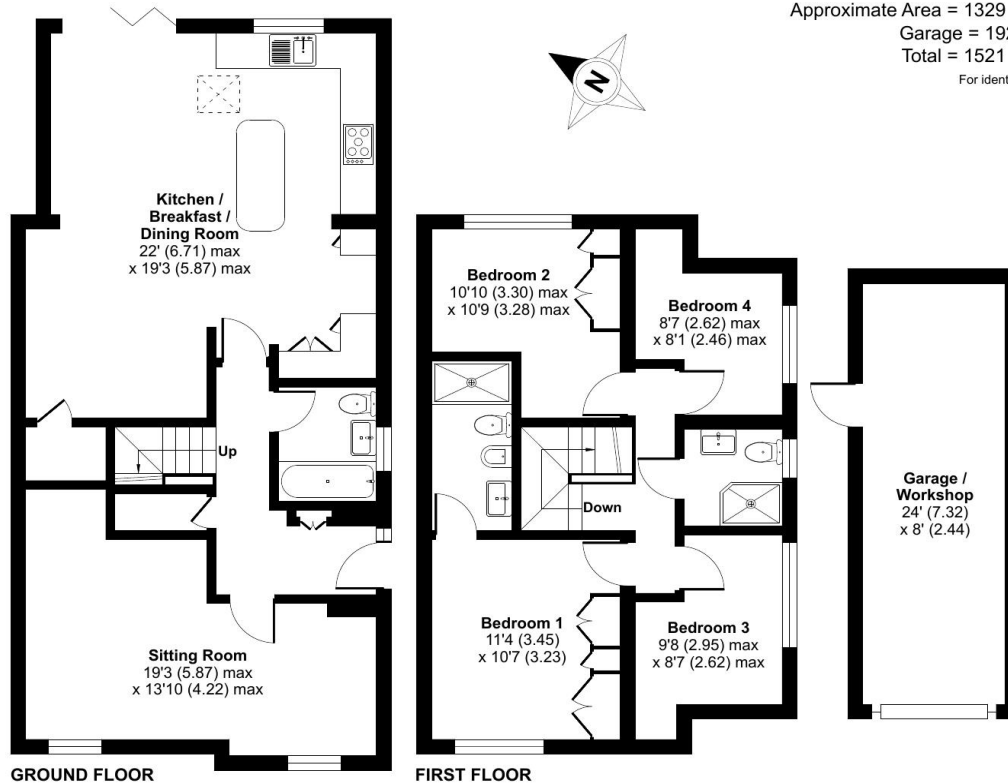 Approximate Area = 1329
Garage = 192
Total = 1521
For ident
N
Kitchen /
Breakfast /
Dining Room
22' (6.71) max
x 19'3 (5.87) max
Up
Sitting Room
19'3 (5.87) max
x 13'10 (4.22) max
GROUND FLOOR
Bedroom 2
10'10 (3.30) max
x 10'9 (3.28) max
Bedroom 4
8'7 (2.62) max
x 8'1 (2.46) max
Down
Bedroom 1
11'4 (3.45)
x 10'7 (3.23)
Bedroom 3
9'8 (2.95) max
x 8'7 (2.62) max
FIRST FLOOR
Garage /
Workshop
24' (7.32)
x 8' (2.44)